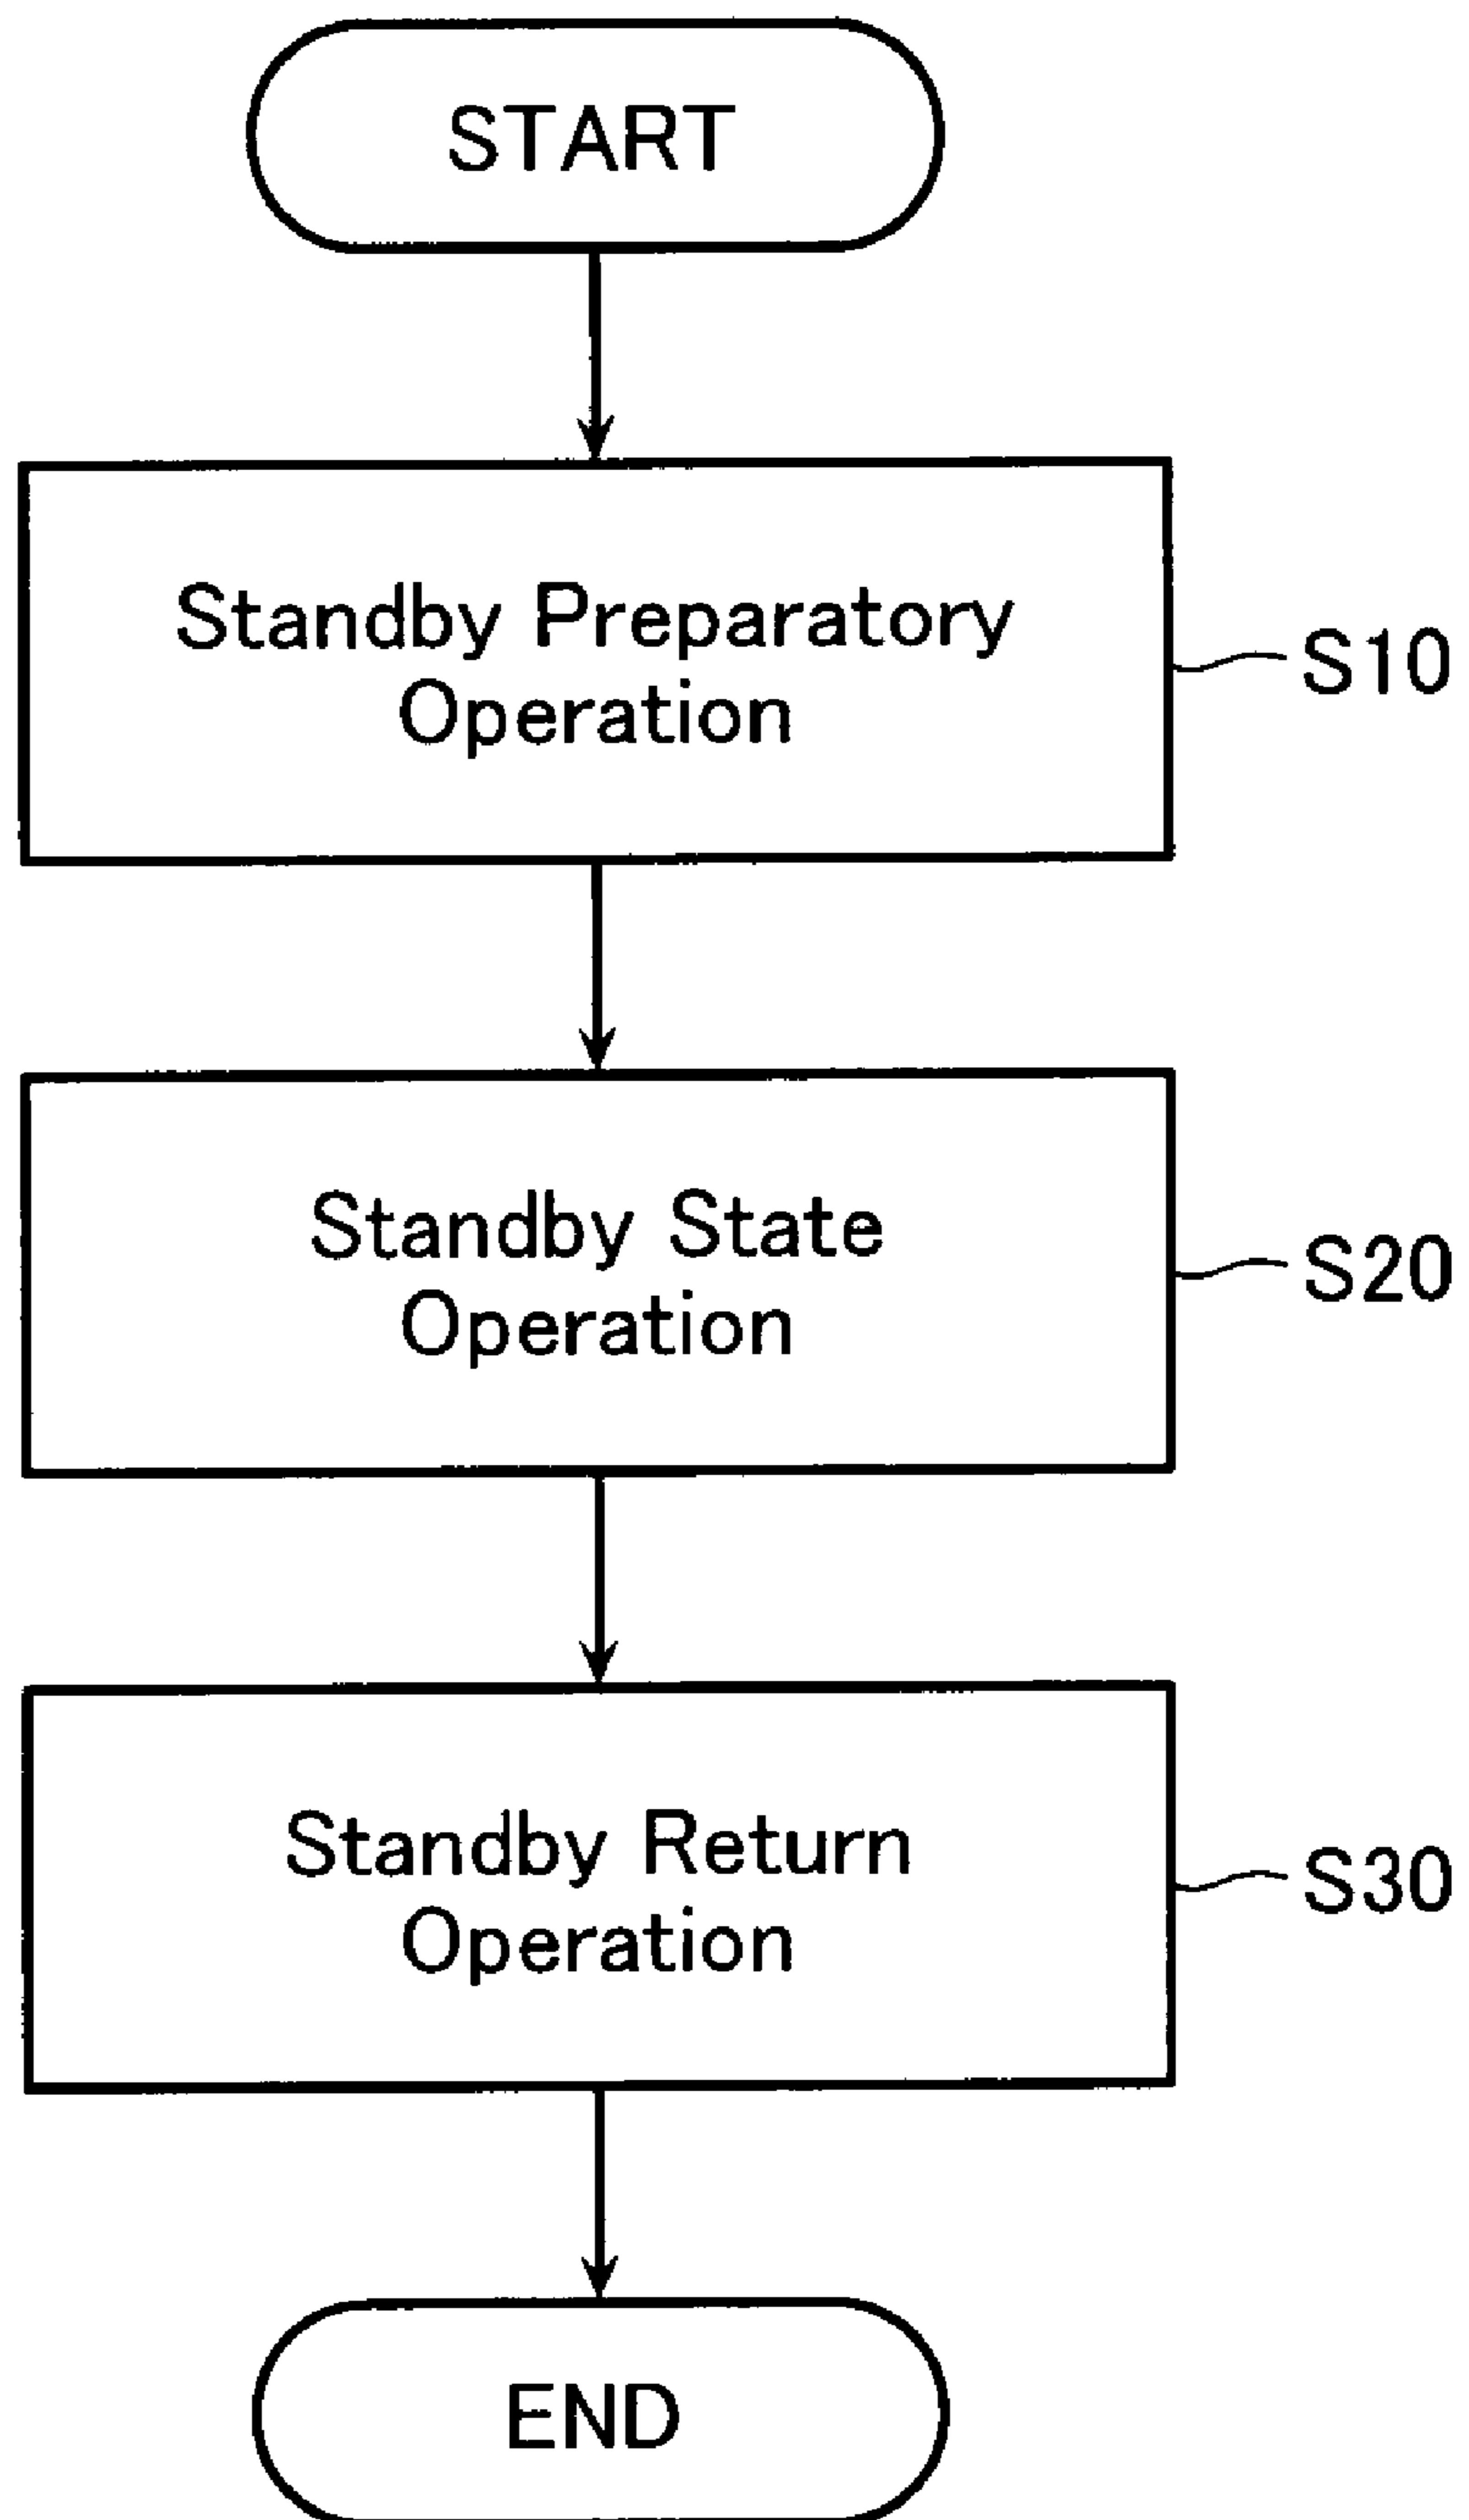 START
Standby Preparatory
Operation
S10
Standby State
Operation
S20
Standby Return
Operation
S30
END